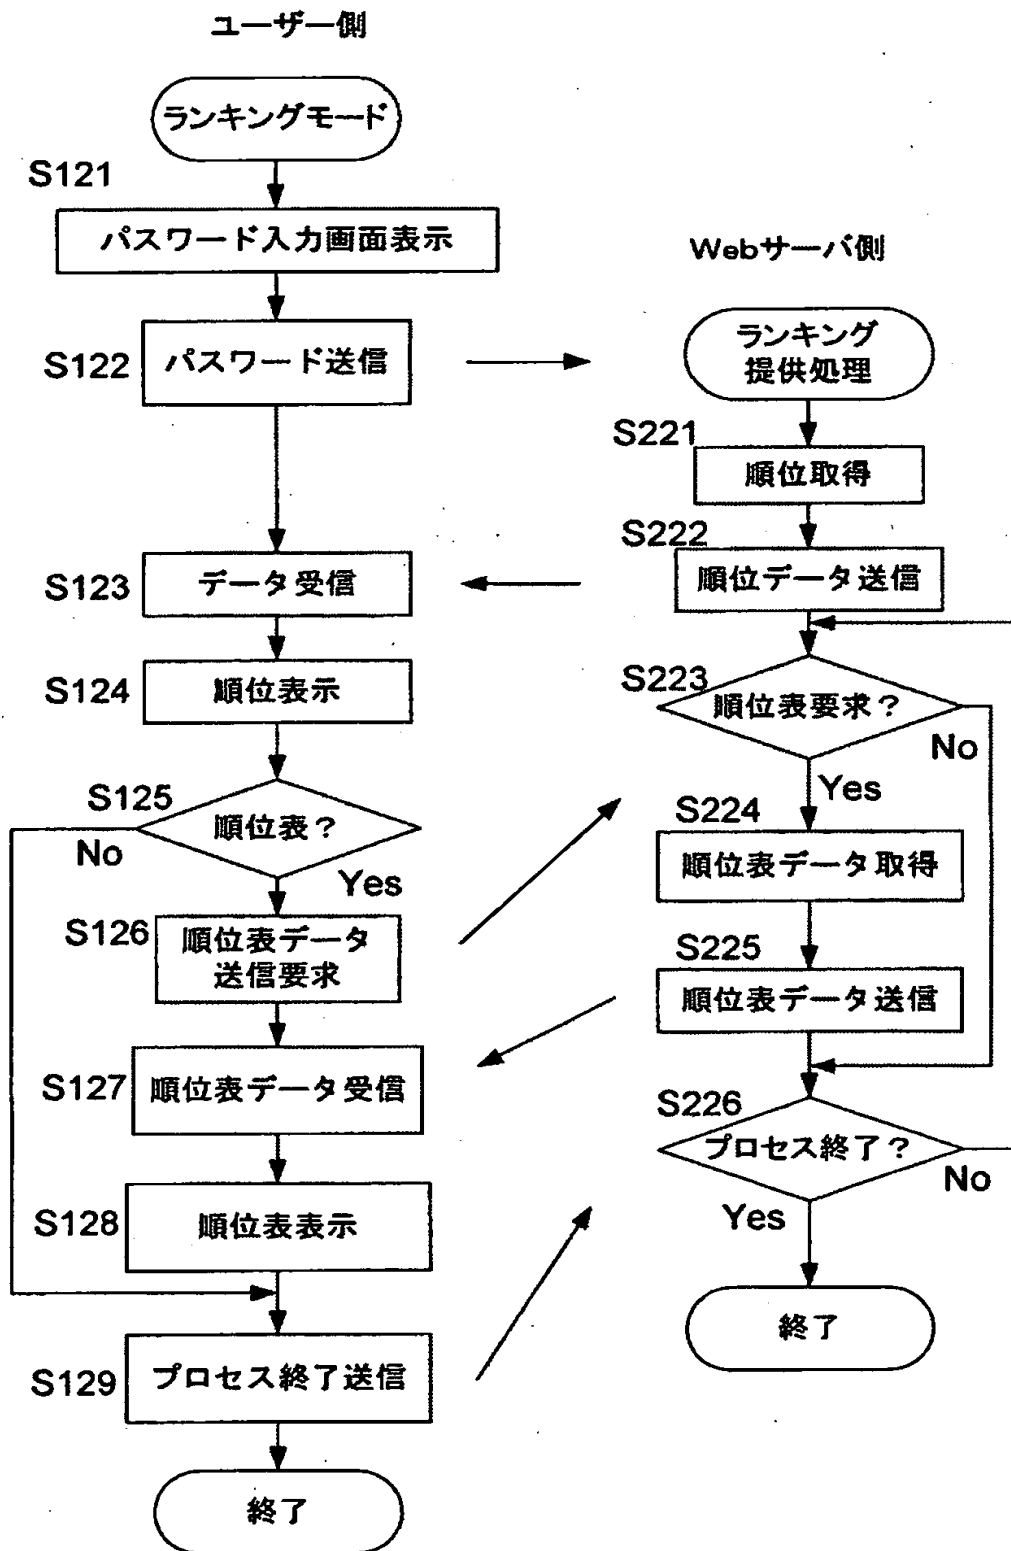 ユーザー側
ランキングモード
S121
パスワード入力画面表示
S122
パスワード送信
S123
データ受信
S124
順位表示
S125
順位表?
No
Yes
S126
順位表データ
送信要求
S127
順位表データ受信
S128
順位表表示
S129
プロセス終了送信
終了
Webサーバ側
ランキング
提供処理
S221
順位取得
S222
順位データ送信
S223
順位表要求?
No
Yes
S224
順位表データ取得
S225
順位表データ送信
S226
プロセス終了?
No
Yes
終了